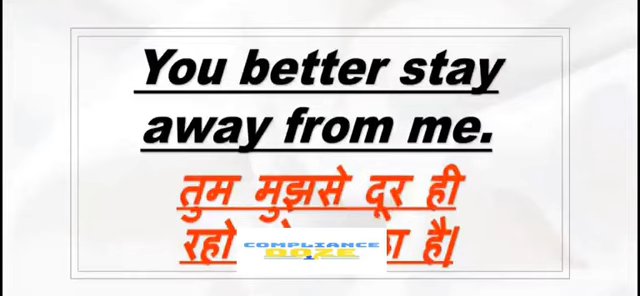 You better stay
away from me.
तुम मुझसे दूर ही
रहो है।
COMPLIANCE
DOZE